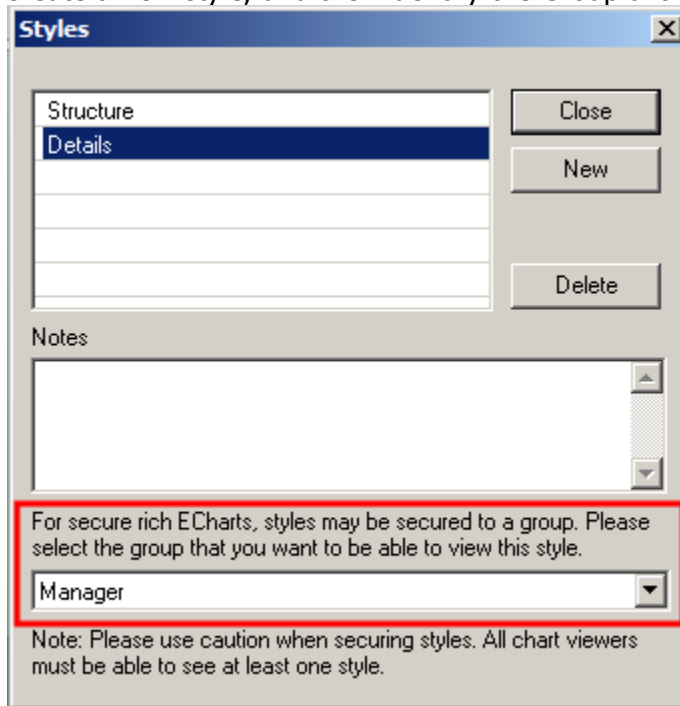 Styles
Structure
Close
Details
New
Delete
Notes
For secure rich ECharts, styles may be secured to a group. Please
select the group that you want to be able to view this style.
Manager
Note: Please use caution when securing styles. All chart viewers
must be able to see at least one style.